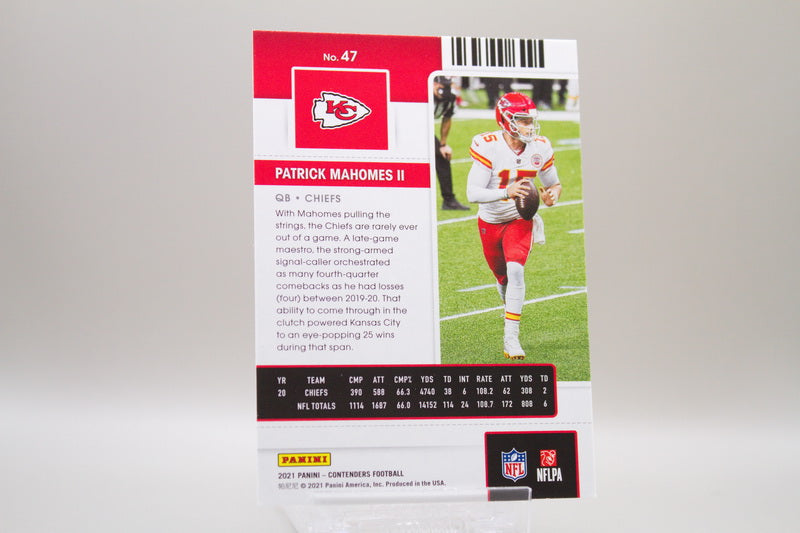 No. 47
KC
PATRICK MAHOMES II
QB • CHIEFS
With Mahomes pulling the
strings, the Chiefs are rarely ever
out of a game. A late-game
maestro, the strong-armed
signal-caller orchestrated
as many fourth-quarter
comebacks as he had losses
(four) between 2019-20. That
ability to come through in the
clutch powered Kansas City
to an eye-popping 25 wins
during that span.
15
YR TEAM CMP ATT CMP% YDS TD INT RATE ATT YDS TD
20 CHIEFS 390 588 66.3 4740 38 6 108.2 62 308 2
NFL TOTALS 1114 1687 66.0 14152 114 24 108.7 172 808 6
PANINI
2021 PANINI – CONTENDERS FOOTBALL
帕尼尼 © 2021 Panini America, Inc. Produced in the USA.
NFL
NFLPA